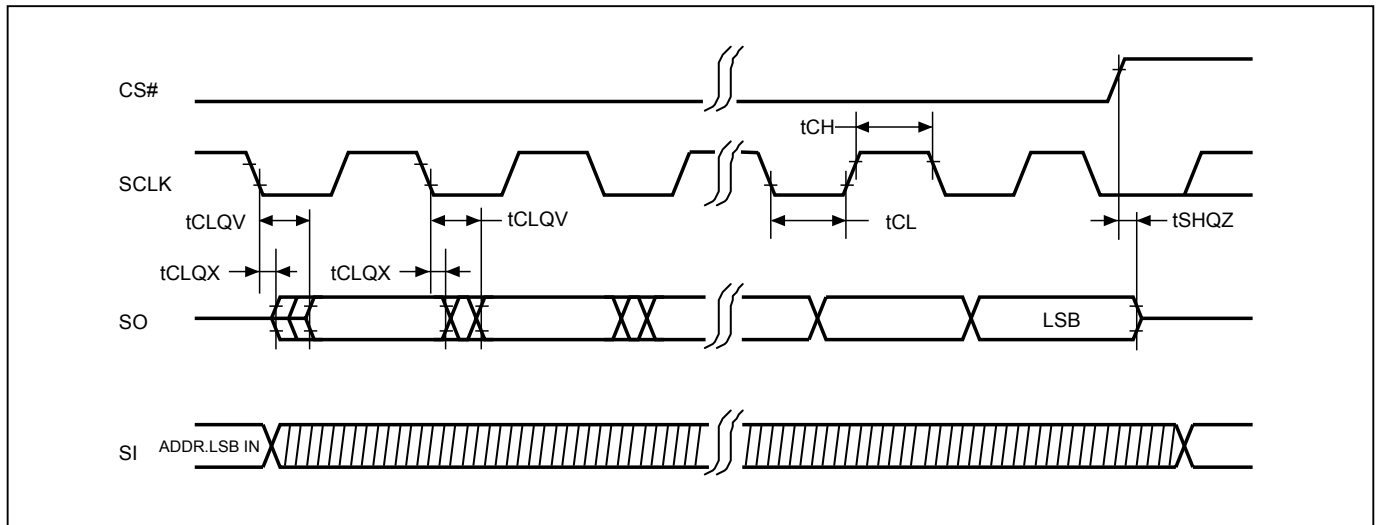 CS#
tCH
SCLK
tCLQV
tCLQV
tCL
tSHQZ
tCLQX
tCLQX
SO
LSB
SI
ADDR.LSB IN